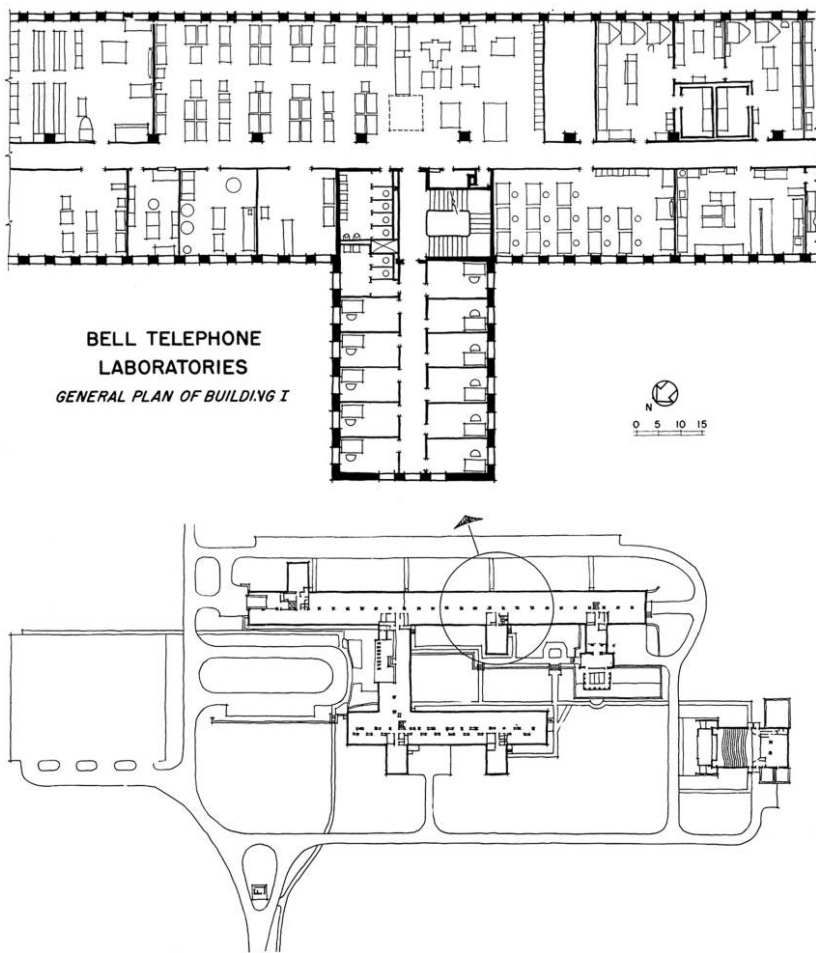 BELL TELEPHONE
LABORATORIES
GENERAL PLAN OF BUILDING I
N
0 5 10 15